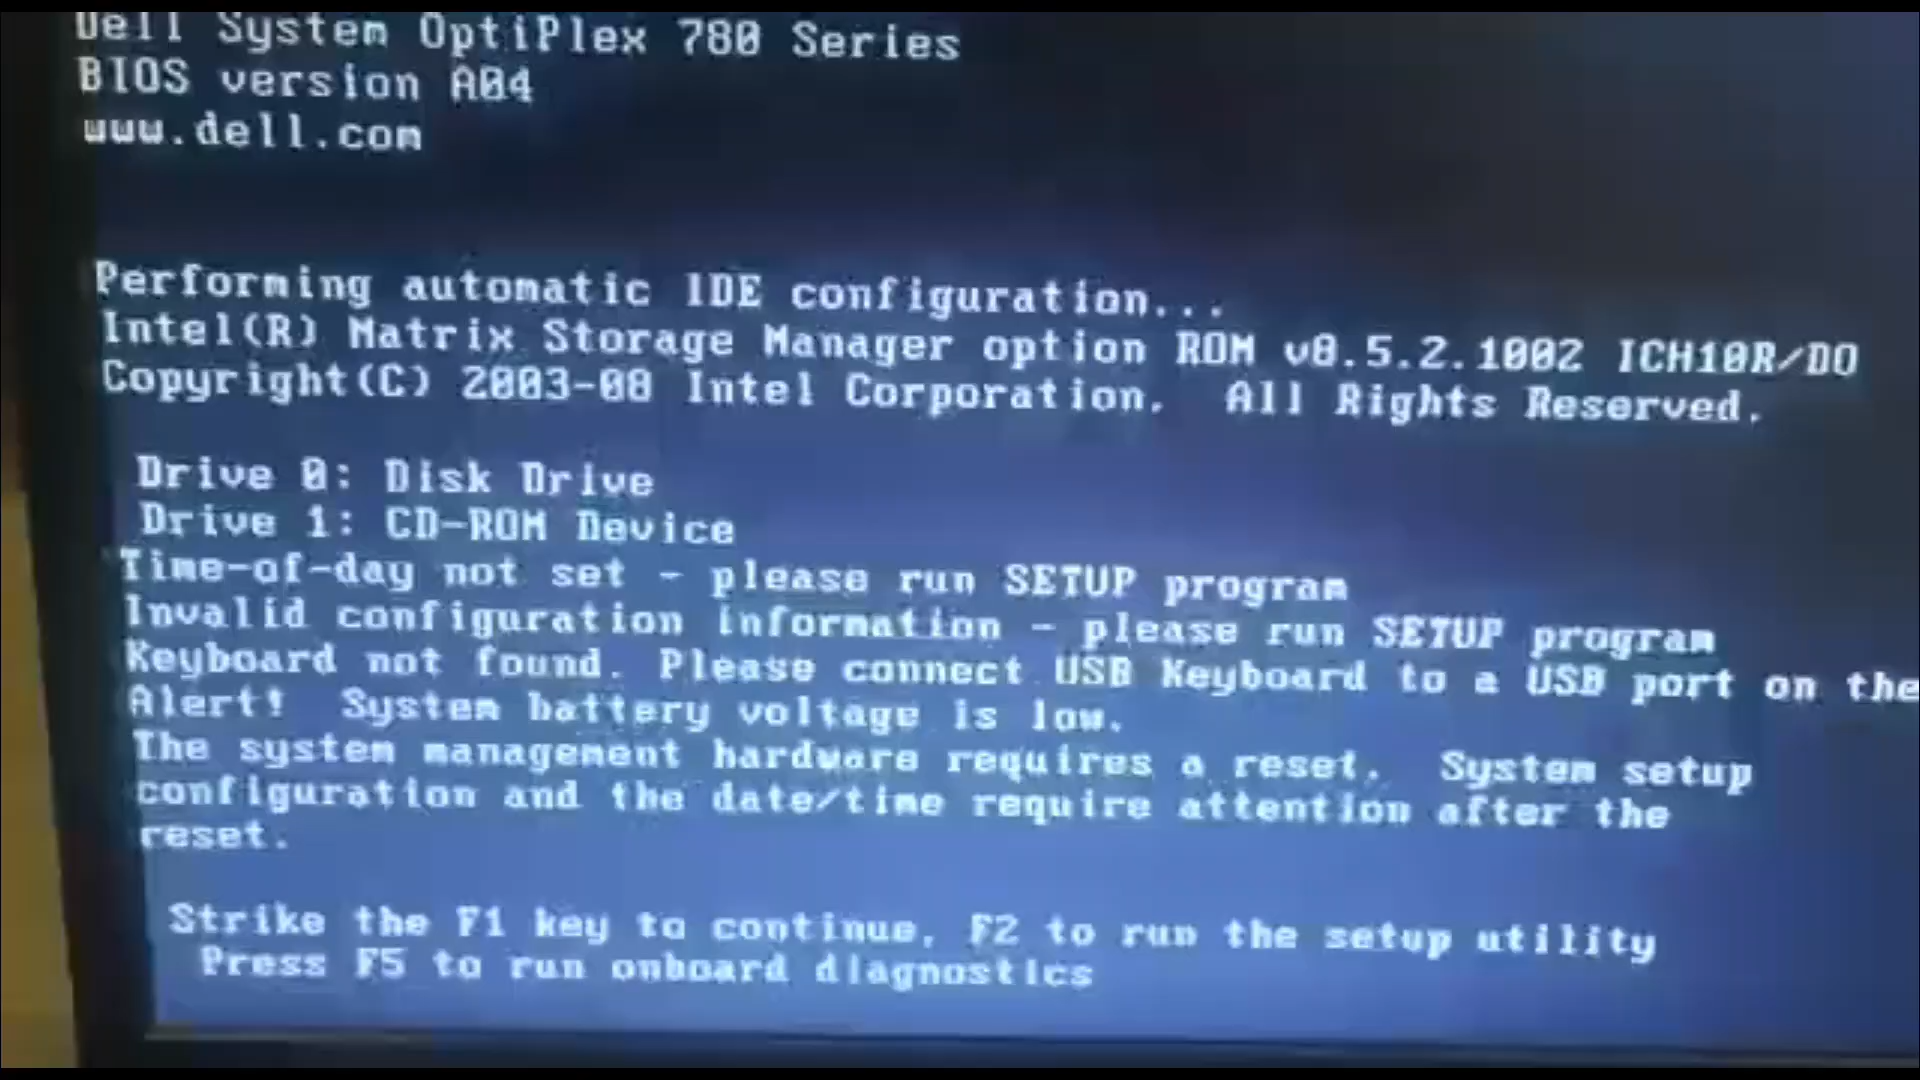 Dell System OptiPlex 780 Series
BIOS version A04
www.dell.com
Performing automatic IDE configuration...
Intel(R) Matrix Storage Manager option ROM v8.5.2.1002 ICH10R/DO
Copyright(C) 2003-08 Intel Corporation. All Rights Reserved.
Drive 0: Disk Drive
Drive 1: CD-ROM Device
Time-of-day not set - please run SETUP program
Invalid configuration information - please run SETUP program
Keyboard not found. Please connect USB Keyboard to a USB port on the
Alert! System battery voltage is low.
The system management hardware requires a reset. System setup
configuration and the date/time require attention after the
reset.
Strike the F1 key to continue, F2 to run the setup utility
Press F5 to run onboard diagnostics